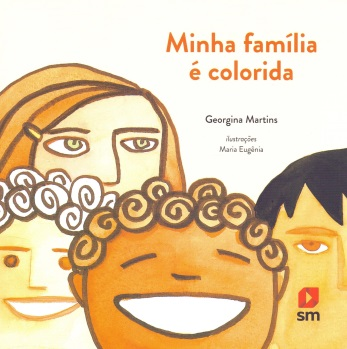 Minha família
é colorida
Georgina Martins
ilustrações
Maria Eugênia
sm